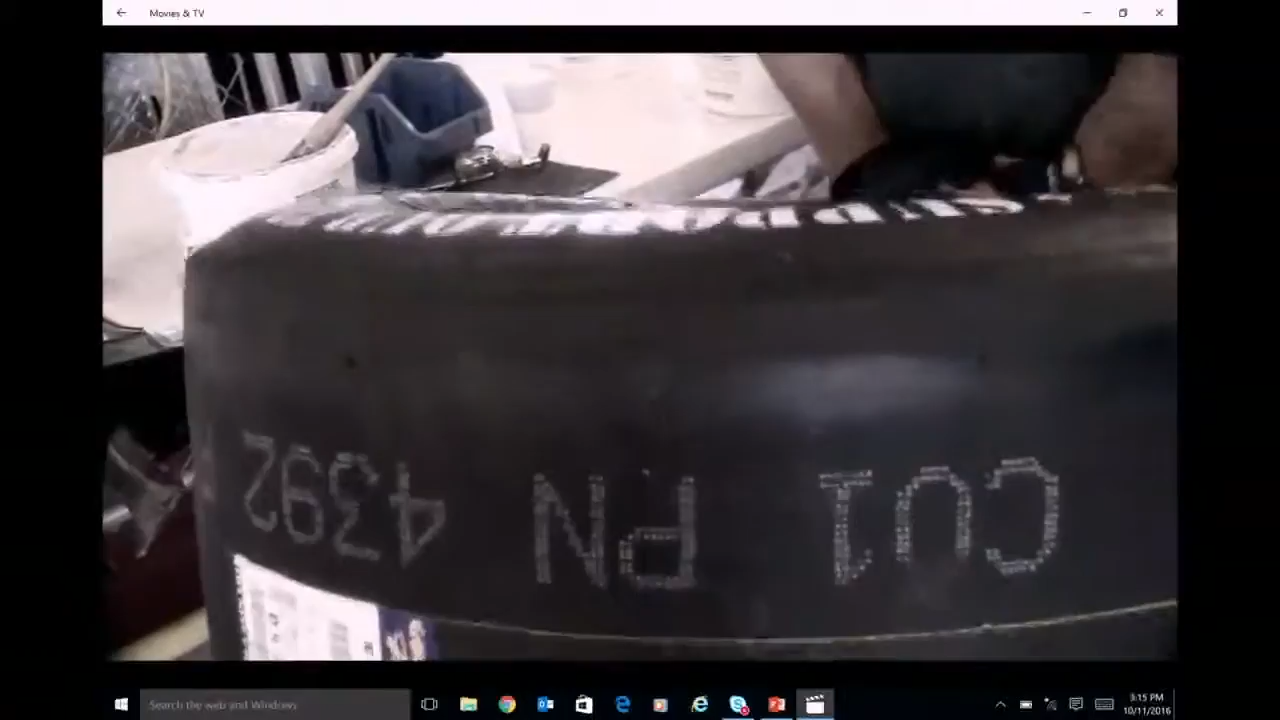 Movies & TV
CU1 PN 4392
Search the web and Windows
3:15 PM
10/11/2016